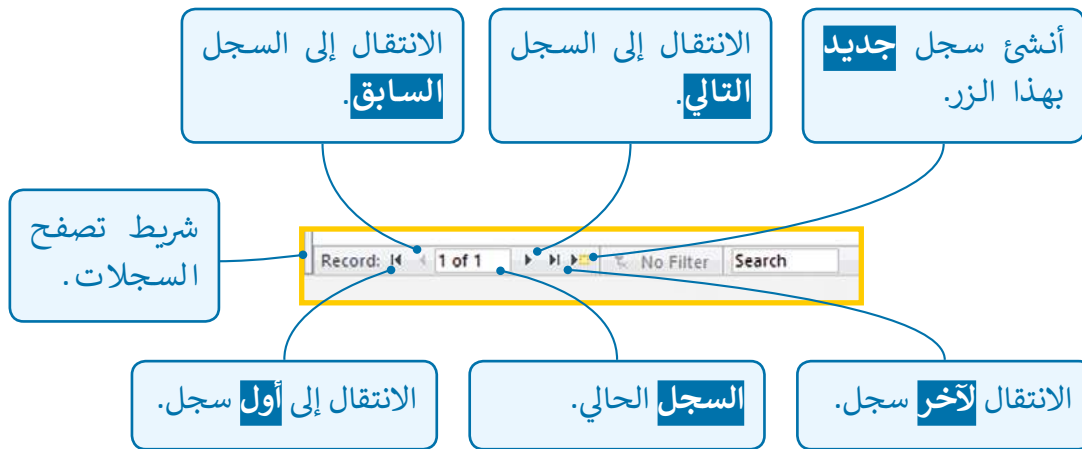 أنشئ سجل جديد
بهذا الزر.
الانتقال إلى السجل
التالي.
الانتقال إلى السجل
السابق.
شريط تصفح
السجلات.
Record: 1 of 1 No Filter Search
الانتقال لآخر سجل.
السجل الحالي.
الانتقال إلى أول سجل.